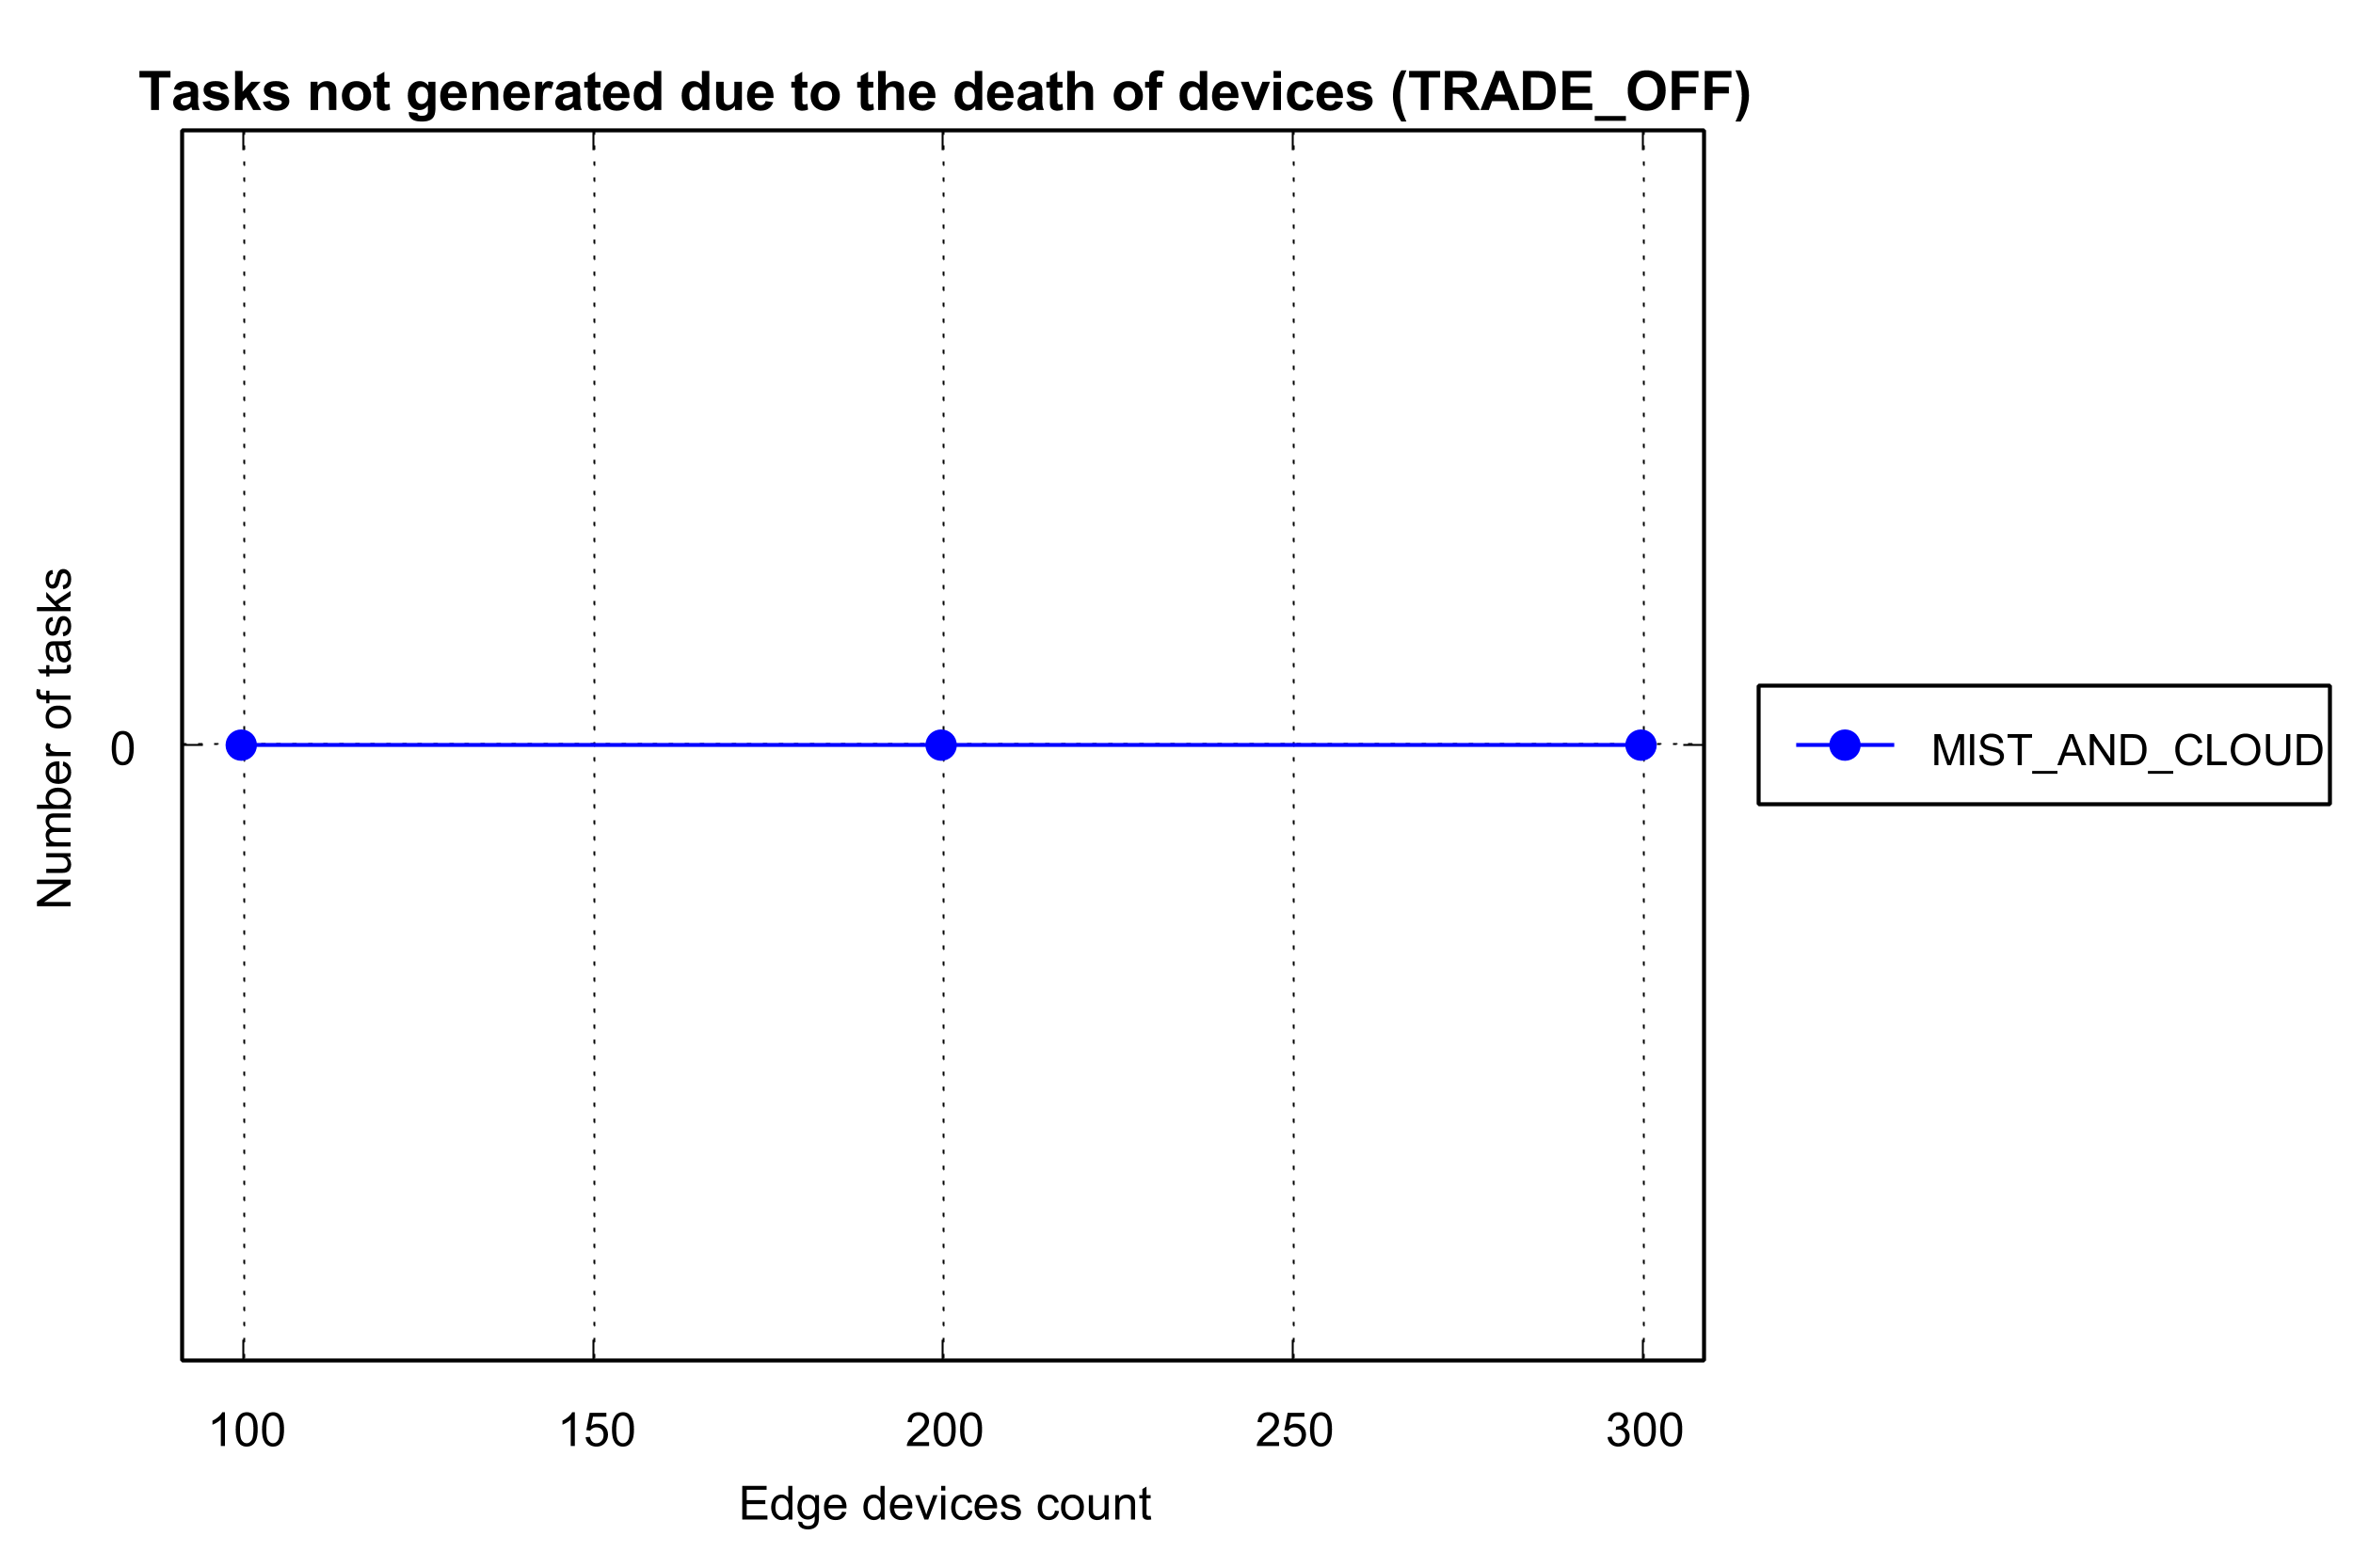 Tasks not generated due to the death of devices (TRADE_OFF)
Number of tasks
0
MIST_AND_CLOUD
100 150 200 250 300
Edge devices count